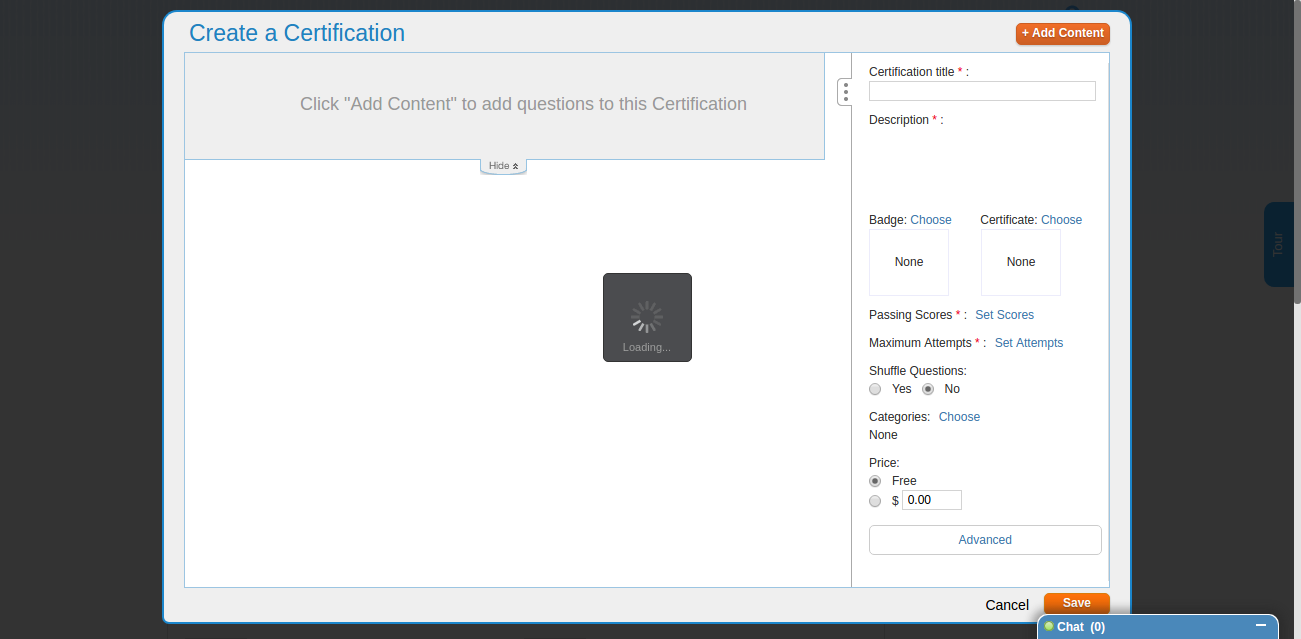 Create a Certification
+ Add Content
Click "Add Content" to add questions to this Certification
Hide
Loading...
Certification title * :
Description * :
Badge: Choose
Certificate: Choose
None
None
Passing Scores * : Set Scores
Maximum Attempts * : Set Attempts
Shuffle Questions:
Yes No
Categories: Choose
None
Price:
Free
$ 0.00
Advanced
Tour
Cancel
Save
Chat (0)